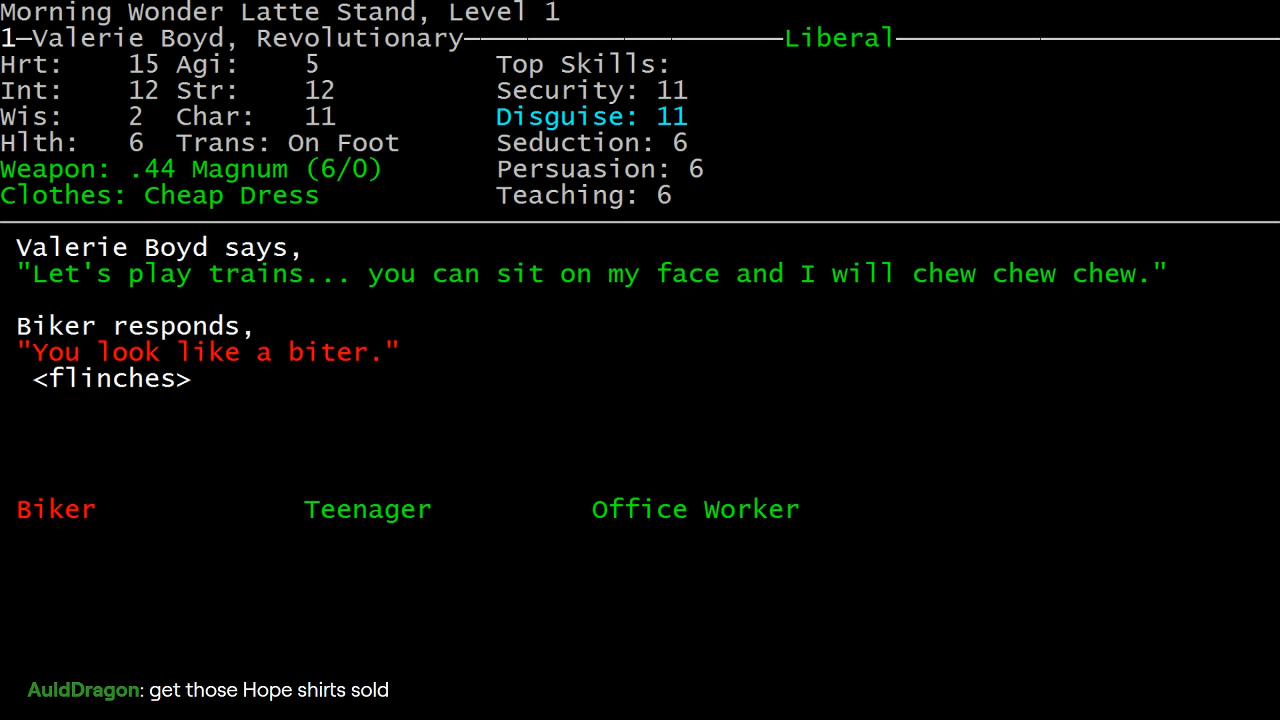 Morning Wonder Latte Stand, Level 1
1—Valerie Boyd, Revolutionary————————————————————Liberal————————————————————————
Hrt: 15 Agi: 5 Top Skills:
Int: 12 Str: 12 Security: 11
Wis: 2 Char: 11 Disguise: 11
Hlth: 6 Trans: On Foot Seduction: 6
Weapon: .44 Magnum (6/0) Persuasion: 6
Clothes: Cheap Dress Teaching: 6
Valerie Boyd says,
"Let's play trains... you can sit on my face and I will chew chew chew."
Biker responds,
"You look like a biter."
<flinches>
Biker Teenager Office Worker
AuldDragon: get those Hope shirts sold